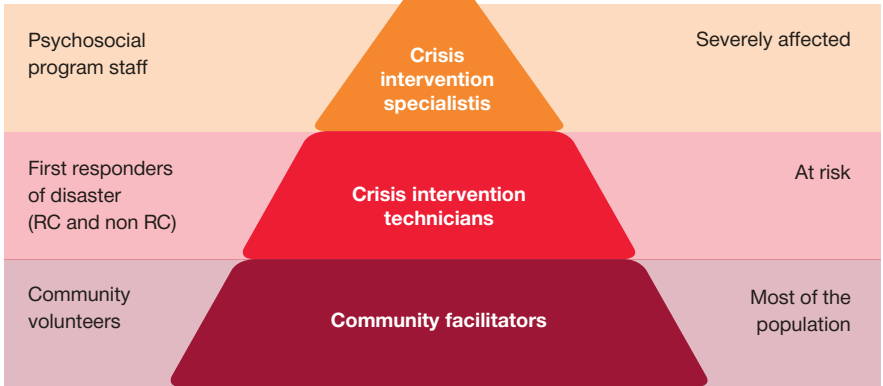 Psychosocial
program staff
Crisis
intervention
specialistis
Severely affected
First responders
of disaster
(RC and non RC)
Crisis intervention
technicians
At risk
Community
volunteers
Community facilitators
Most of the
population